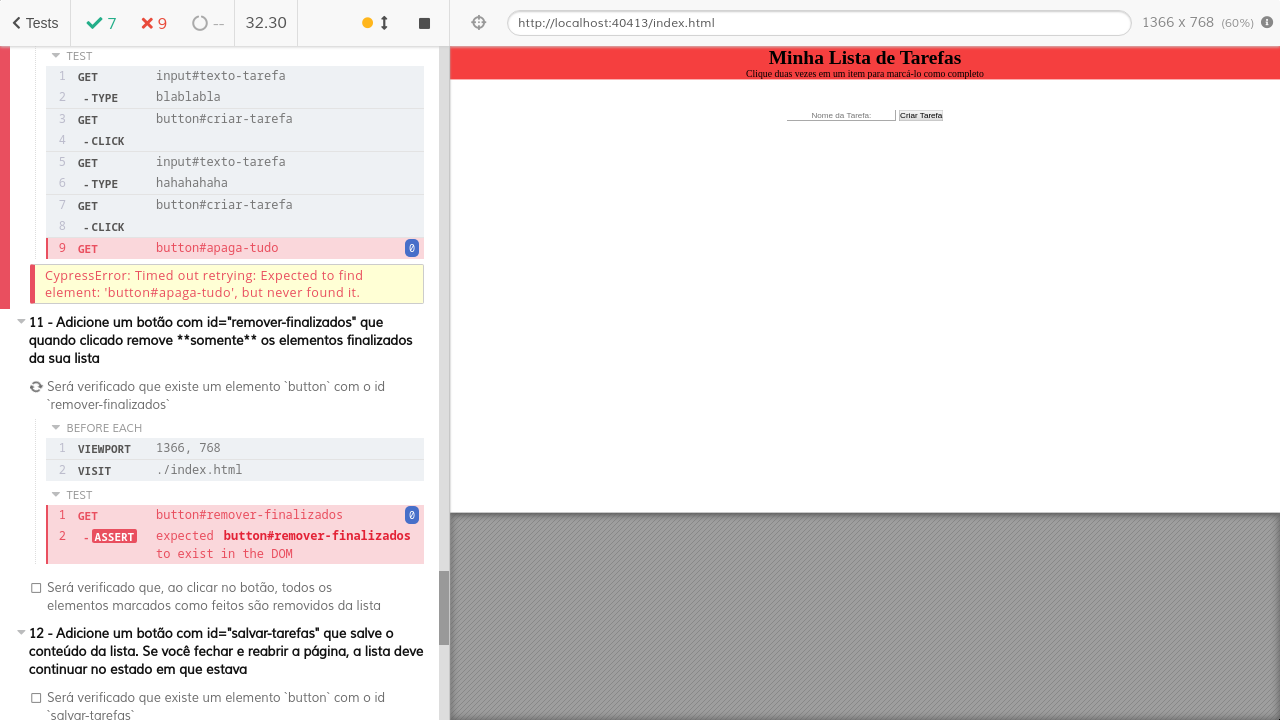 Tests
7
9
--
32.30
http://localhost:40413/index.html
1366 x 768 (60%)
TEST
1 GET input#texto-tarefa
2 - TYPE blablabla
3 GET button#criar-tarefa
4 - CLICK
5 GET input#texto-tarefa
6 - TYPE hahahahaha
7 GET button#criar-tarefa
8 - CLICK
9 GET button#apaga-tudo 0
CypressError: Timed out retrying: Expected to find
element: 'button#apaga-tudo', but never found it.
11 - Adicione um botão com id="remover-finalizados" que
quando clicado remove **somente** os elementos finalizados
da sua lista
Será verificado que existe um elemento `button` com o id
`remover-finalizados`
BEFORE EACH
1 VIEWPORT 1366, 768
2 VISIT ./index.html
TEST
1 GET button#remover-finalizados 0
2 - ASSERT expected button#remover-finalizados
to exist in the DOM
Será verificado que, ao clicar no botão, todos os
elementos marcados como feitos são removidos da lista
12 - Adicione um botão com id="salvar-tarefas" que salve o
conteúdo da lista. Se você fechar e reabrir a página, a lista deve
continuar no estado em que estava
Será verificado que existe um elemento `button` com o id
`salvar-tarefas`
Minha Lista de Tarefas
Clique duas vezes em um item para marcá-lo como completo
Nome da Tarefa:
Criar Tarefa